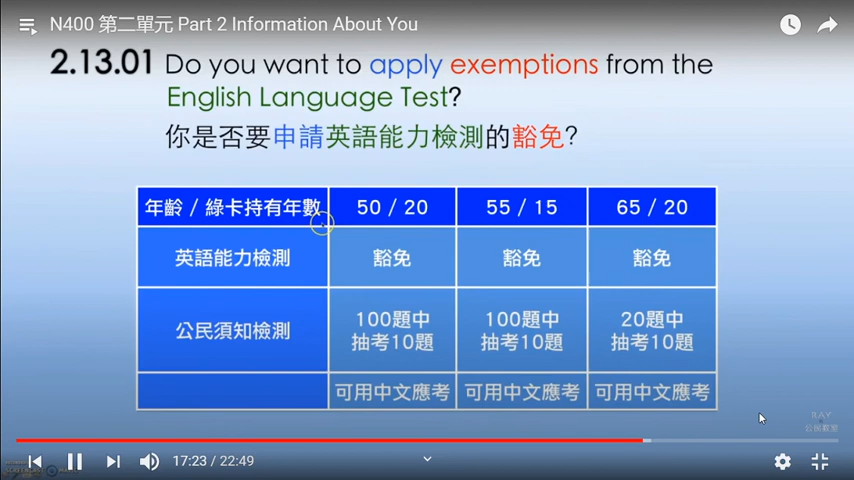 N400 第二單元 Part 2 Information About You
2.13.01 Do you want to apply exemptions from the
English Language Test?
你是否要申請英語能力檢測的豁免?
年齡 / 綠卡持有年數 50 / 20 55 / 15 65 / 20
英語能力檢測 豁免 豁免 豁免
公民須知檢測 100題中 100題中 20題中
抽考10題 抽考10題 抽考10題
可用中文應考 可用中文應考 可用中文應考
公民教室
17:23 / 22:49